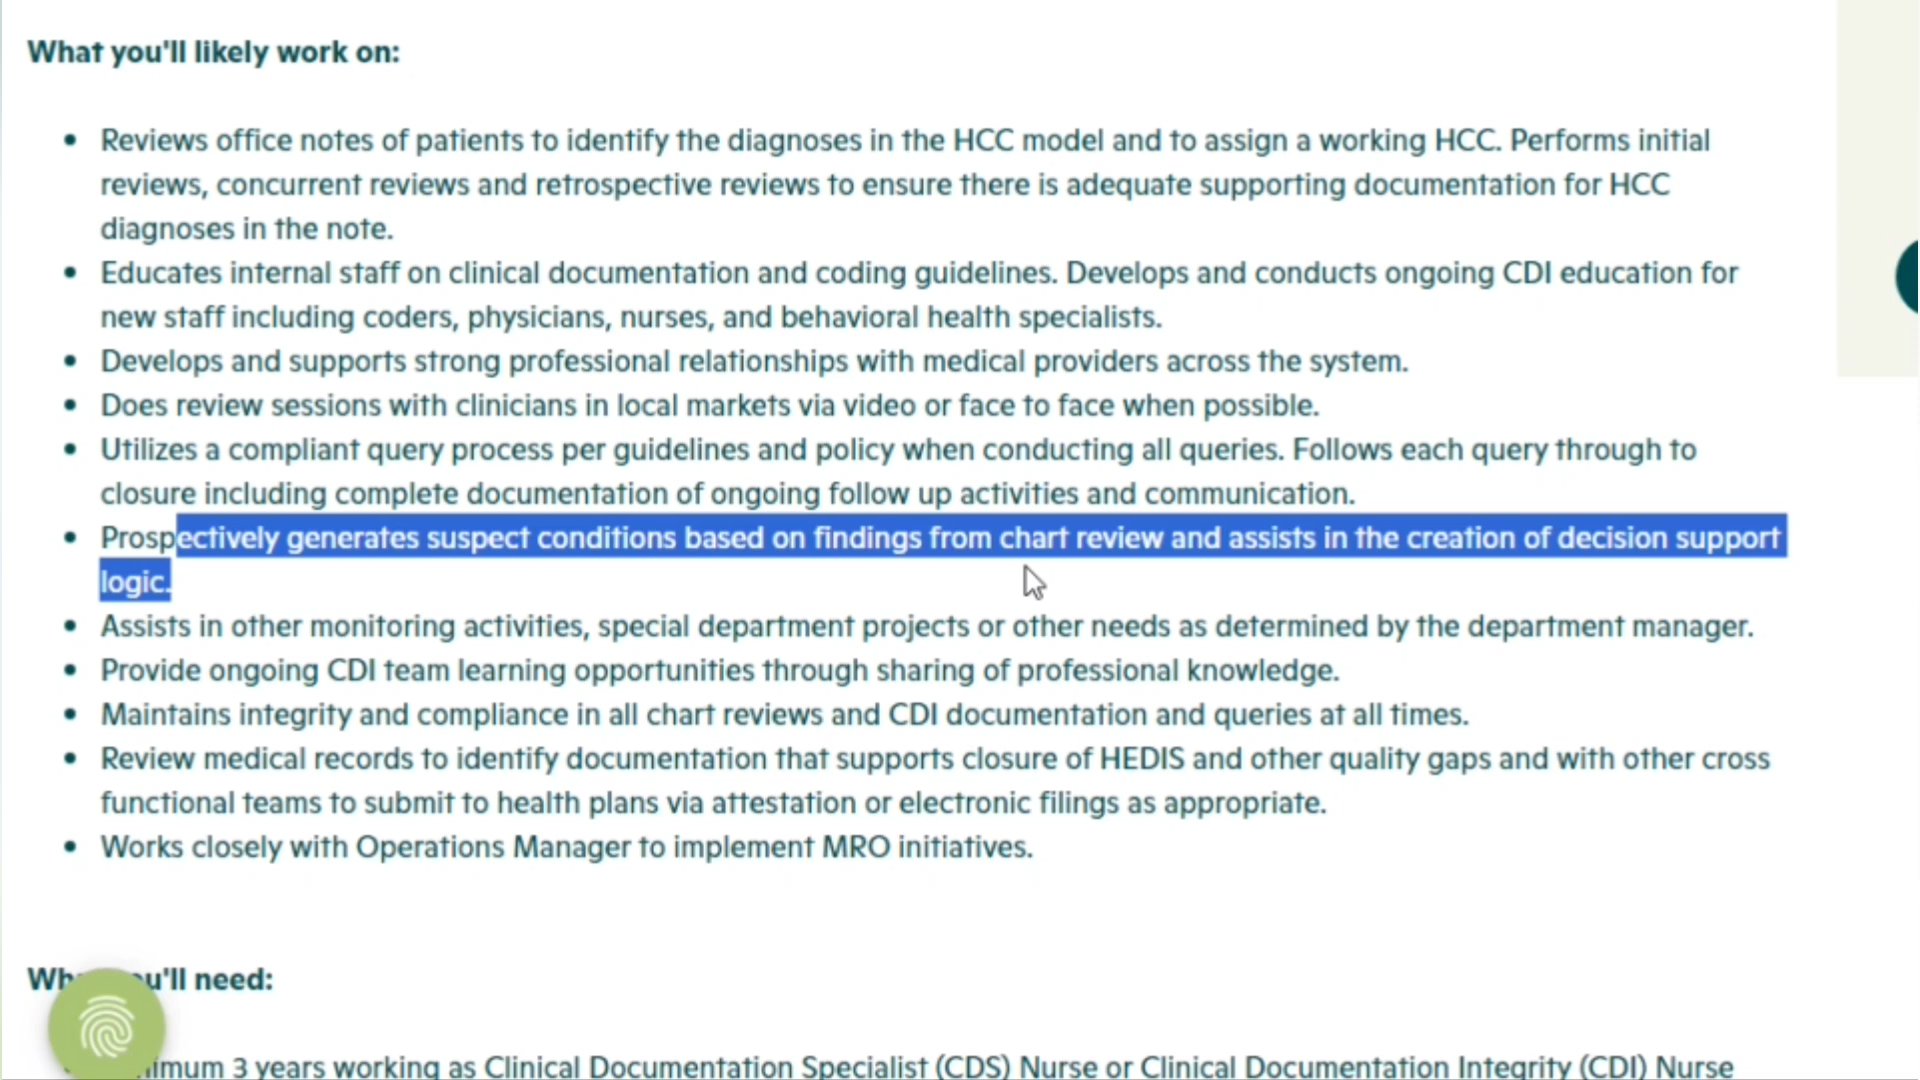 What you'll likely work on:
Reviews office notes of patients to identify the diagnoses in the HCC model and to assign a working HCC. Performs initial
reviews, concurrent reviews and retrospective reviews to ensure there is adequate supporting documentation for HCC
diagnoses in the note.
Educates internal staff on clinical documentation and coding guidelines. Develops and conducts ongoing CDI education for
new staff including coders, physicians, nurses, and behavioral health specialists.
Develops and supports strong professional relationships with medical providers across the system.
Does review sessions with clinicians in local markets via video or face to face when possible.
Utilizes a compliant query process per guidelines and policy when conducting all queries. Follows each query through to
closure including complete documentation of ongoing follow up activities and communication.
Prospectively generates suspect conditions based on findings from chart review and assists in the creation of decision support
logic.
Assists in other monitoring activities, special department projects or other needs as determined by the department manager.
Provide ongoing CDI team learning opportunities through sharing of professional knowledge.
Maintains integrity and compliance in all chart reviews and CDI documentation and queries at all times.
Review medical records to identify documentation that supports closure of HEDIS and other quality gaps and with other cross
functional teams to submit to health plans via attestation or electronic filings as appropriate.
Works closely with Operations Manager to implement MRO initiatives.
need:
3 years working as Clinical Documentation Specialist (CDS) Nurse or Clinical Documentation Integrity (CDI) Nurse